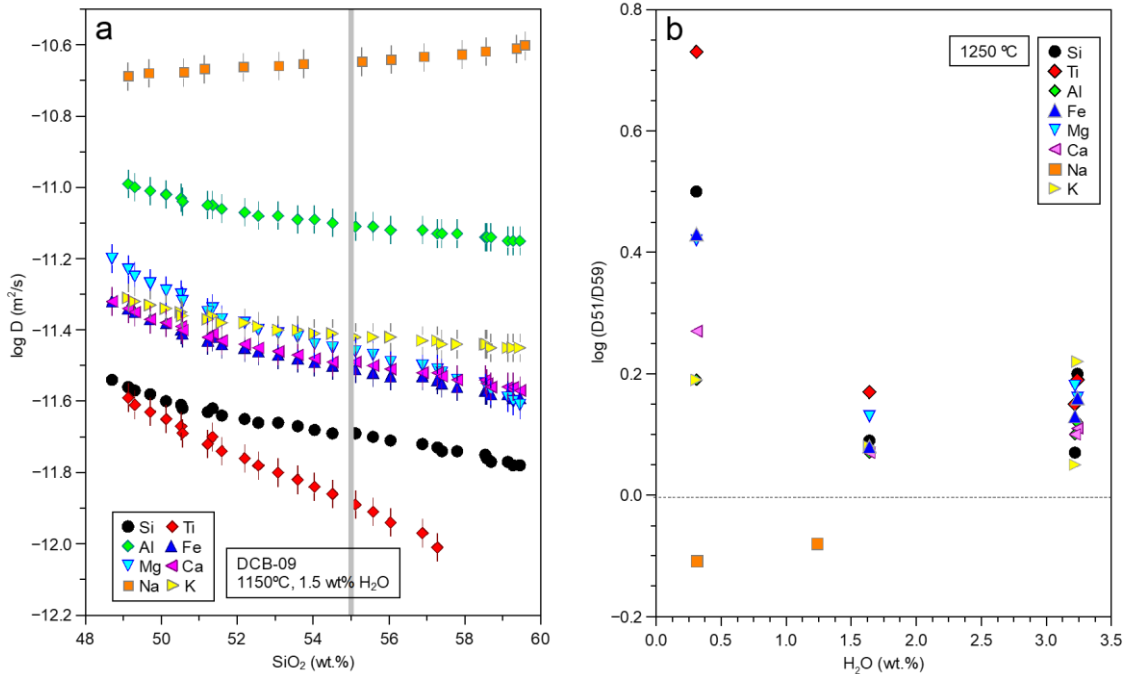 a
log D (m²/s)
−10.6
−10.8
−11.0
−11.2
−11.4
−11.6
−11.8
−12.0
−12.2
48 50 52 54 56 58 60
SiO₂ (wt.%)
Si Ti
Al Fe
Mg Ca
Na K
DCB-09
1150ºC, 1.5 wt% H₂O
b
log (D51/D59)
0.8
0.6
0.4
0.2
0.0
−0.2
0.0 0.5 1.0 1.5 2.0 2.5 3.0 3.5
H₂O (wt.%)
1250 ºC
Si
Ti
Al
Fe
Mg
Ca
Na
K